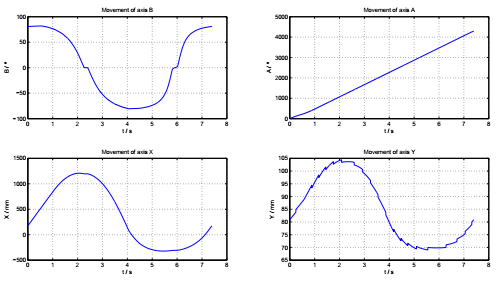 Movement of axis B
100
50
0
−50
−100
B / °
0 1 2 3 4 5 6 7 8
t / s
Movement of axis A
5000
4000
3000
2000
1000
0
A / °
0 1 2 3 4 5 6 7 8
t / s
Movement of axis X
1500
1000
500
0
−500
X / mm
0 1 2 3 4 5 6 7 8
t / s
Movement of axis Y
105
100
95
90
85
80
75
70
65
Y / mm
0 1 2 3 4 5 6 7 8
t / s